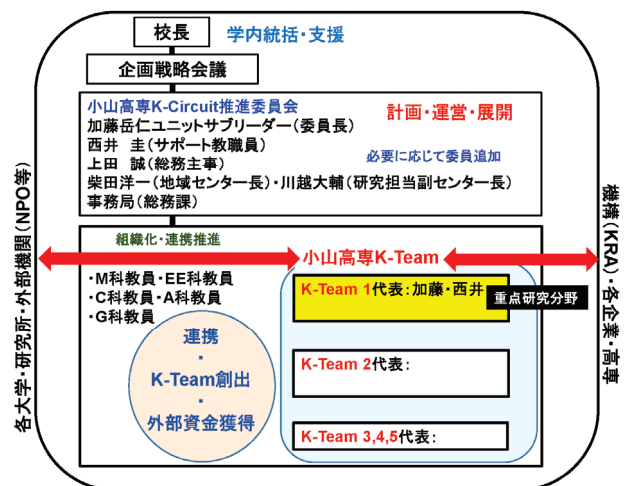 校長
学内統括・支援
企画戦略会議
小山高専K-Circuit推進委員会
計画・運営・展開
加藤岳仁ユニットサブリーダー（委員長）
西井 圭（サポート教職員）
上田 誠（総務主事）
必要に応じて委員追加
柴田洋一（地域センター長）・川越大輔（研究担当副センター長）
事務局（総務課）
各大学・研究所・外部機関（NPO等）
機構（KRA）・各企業・高専
組織化・連携推進
小山高専K-Team
・M科教員・EE科教員
・C科教員・A科教員
・G科教員
K-Team 1代表：加藤・西井
重点研究分野
連携
・
K-Team創出
・
外部資金獲得
K-Team 2代表：
K-Team 3,4,5代表：